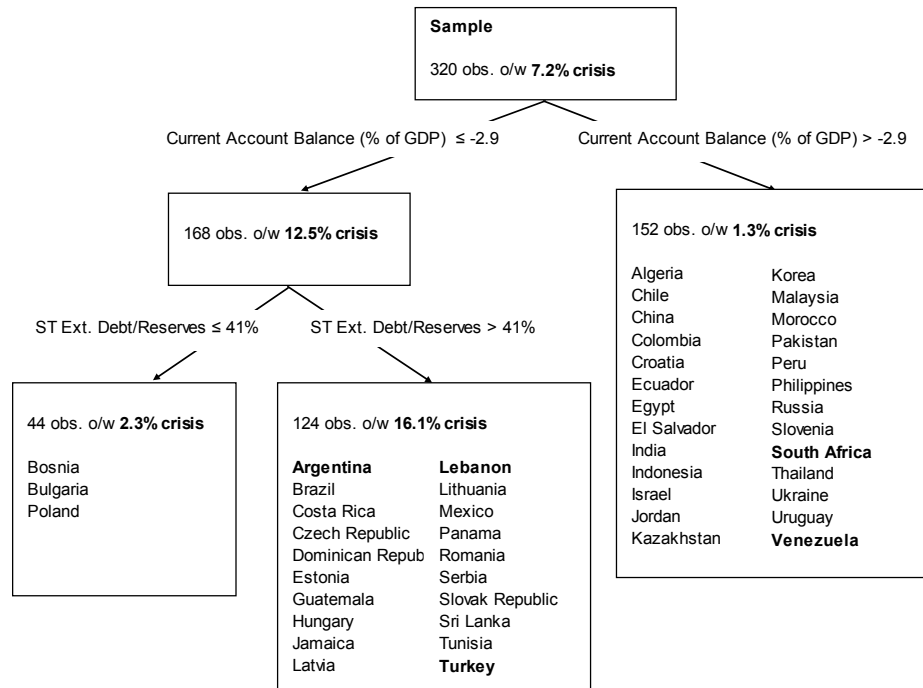 Sample
320 obs. o/w 7.2% crisis
Current Account Balance (% of GDP) ≤ -2.9
Current Account Balance (% of GDP) > -2.9
168 obs. o/w 12.5% crisis
152 obs. o/w 1.3% crisis
Algeria Korea
Chile Malaysia
China Morocco
Colombia Pakistan
Croatia Peru
Ecuador Philippines
Egypt Russia
El Salvador Slovenia
India South Africa
Indonesia Thailand
Israel Ukraine
Jordan Uruguay
Kazakhstan Venezuela
ST Ext. Debt/Reserves ≤ 41%
ST Ext. Debt/Reserves > 41%
44 obs. o/w 2.3% crisis
Bosnia
Bulgaria
Poland
124 obs. o/w 16.1% crisis
Argentina Lebanon
Brazil Lithuania
Costa Rica Mexico
Czech Republic Panama
Dominican Repub Romania
Estonia Serbia
Guatemala Slovak Republic
Hungary Sri Lanka
Jamaica Tunisia
Latvia Turkey